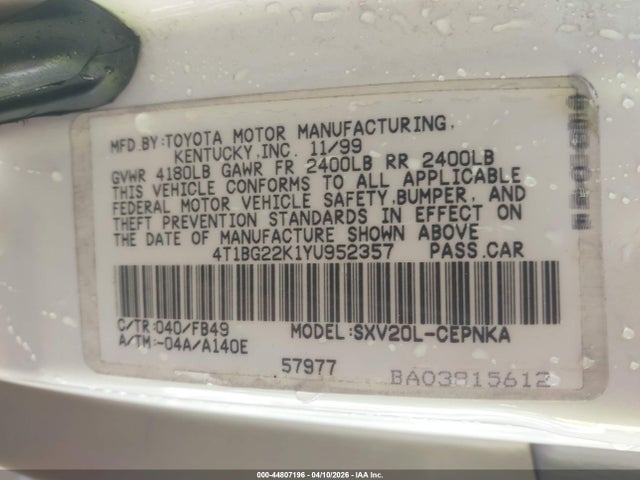 MFD.BY:TOYOTA MOTOR MANUFACTURING,
KENTUCKY,INC. 11/99
GVWR 4180LB GAWR FR 2400LB RR 2400LB
THIS VEHICLE CONFORMS TO ALL APPLICABLE
FEDERAL MOTOR VEHICLE SAFETY,BUMPER, AND
THEFT PREVENTION STANDARDS IN EFFECT ON
THE DATE OF MANUFACTURE SHOWN ABOVE
4T1BG22K1YU952357 PASS.CAR
C/TR:040/FB49 MODEL:SXV20L-CEPNKA
A/TM:-04A/A140E
57977 BA03815612
000-44807196 - 04/10/2026 - IAA Inc.